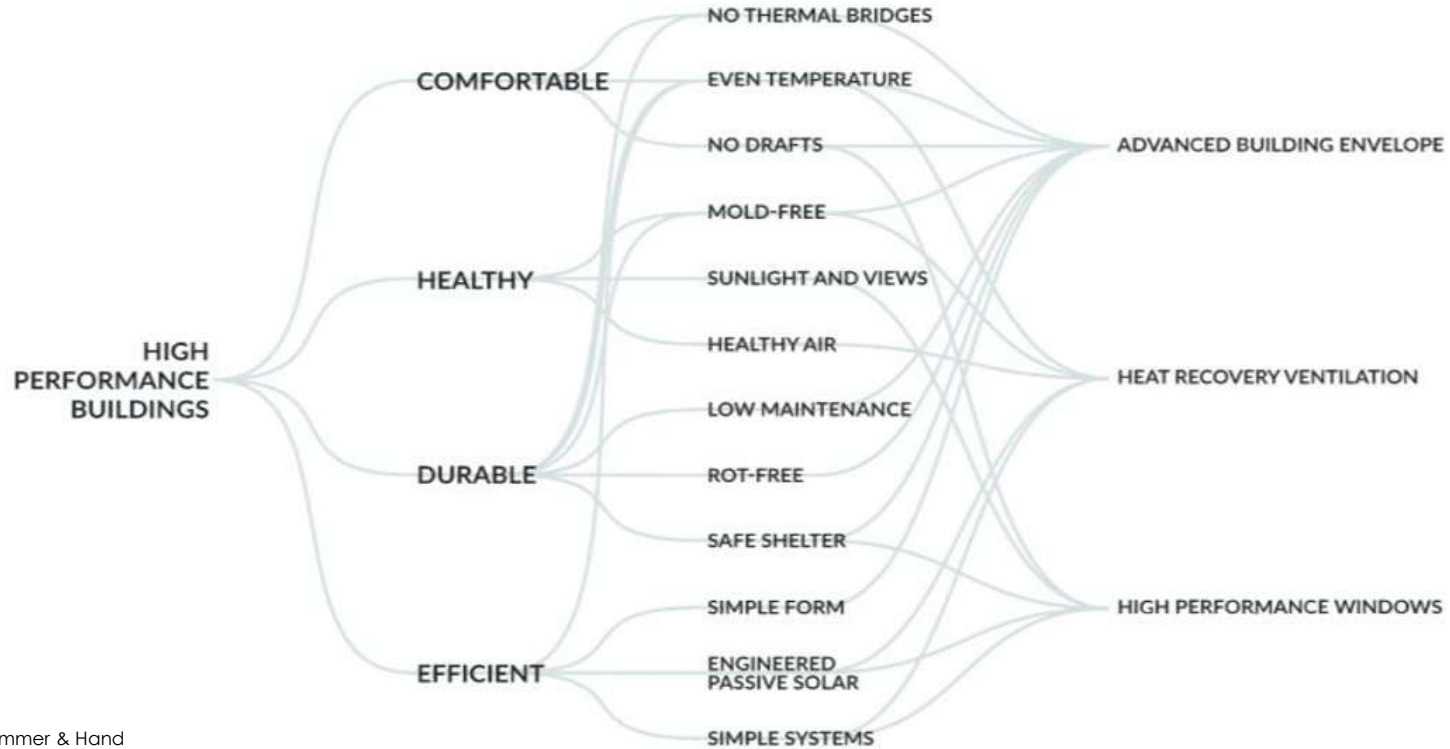 HIGH
PERFORMANCE
BUILDINGS
COMFORTABLE
HEALTHY
DURABLE
EFFICIENT
NO THERMAL BRIDGES
EVEN TEMPERATURE
NO DRAFTS
MOLD-FREE
SUNLIGHT AND VIEWS
HEALTHY AIR
LOW MAINTENANCE
ROT-FREE
SAFE SHELTER
SIMPLE FORM
ENGINEERED
PASSIVE SOLAR
SIMPLE SYSTEMS
ADVANCED BUILDING ENVELOPE
HEAT RECOVERY VENTILATION
HIGH PERFORMANCE WINDOWS
mmer & Hand